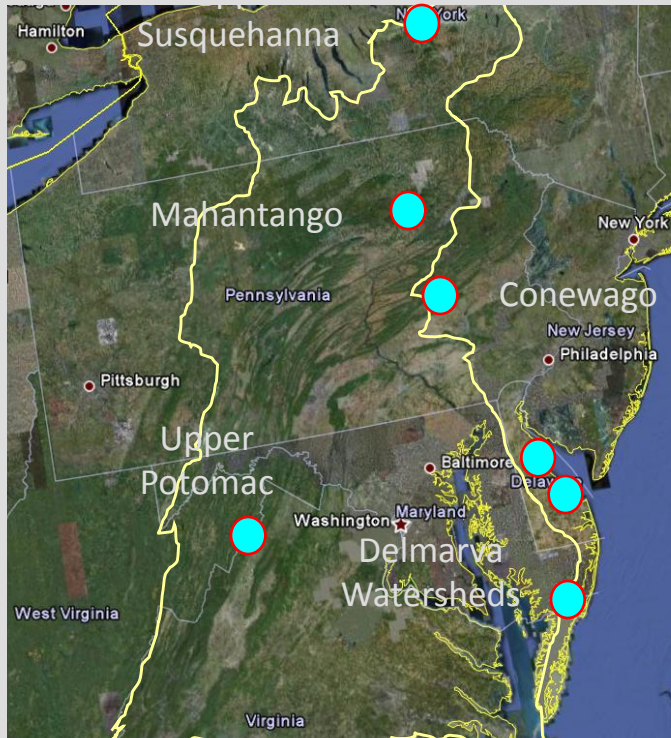 Hamilton
New York
Susquehanna
Mahantango
New York
Pennsylvania
Conewago
New Jersey
Philadelphia
Pittsburgh
Upper
Potomac
Baltimore
Washington
Maryland
Delmarva
Watersheds
West Virginia
Virginia